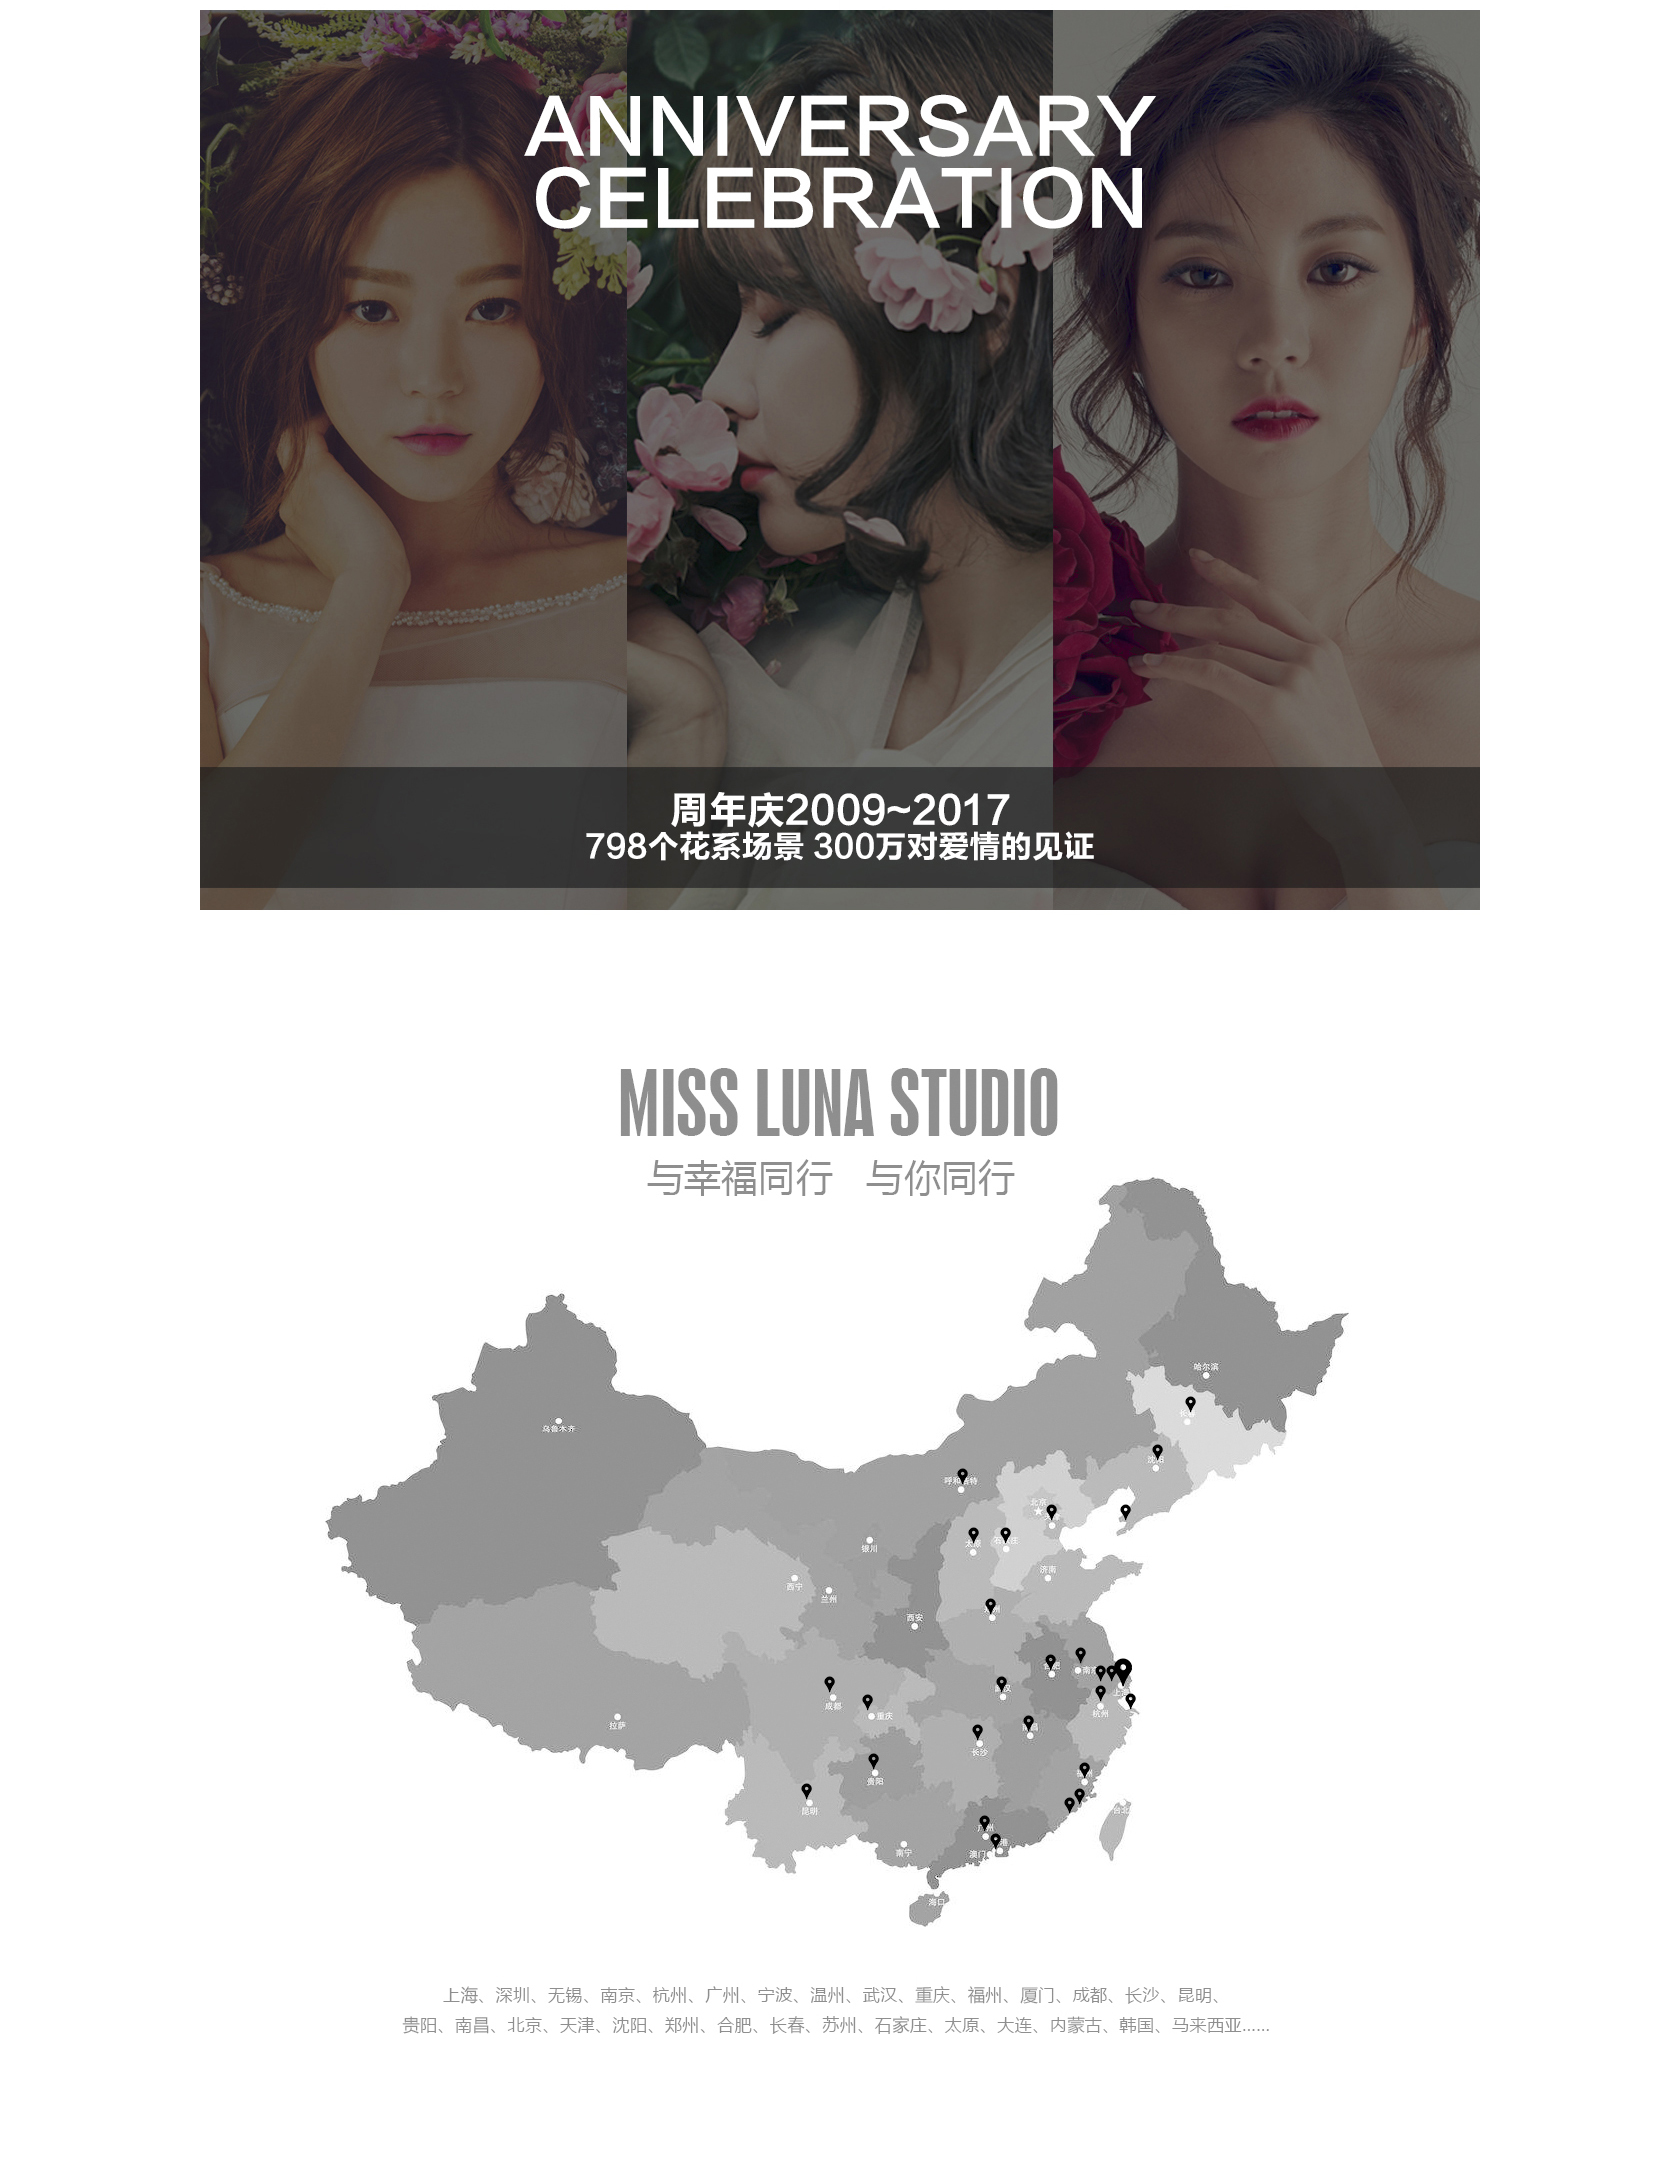 ANNIVERSARY
CELEBRATION
周年庆2009~2017
798个花系场景 300万对爱情的见证
MISS LUNA STUDIO
与幸福同行 与你同行
哈尔滨
乌鲁木齐
沈阳
北京
银川
济南
西宁
兰州
西安
成都
重庆
杭州
拉萨
长沙
贵阳
昆明
台北
南宁
澳门
海口
上海、深圳、无锡、南京、杭州、广州、宁波、温州、武汉、重庆、福州、厦门、成都、长沙、昆明、
贵阳、南昌、北京、天津、沈阳、郑州、合肥、长春、苏州、石家庄、太原、大连、内蒙古、韩国、马来西亚......